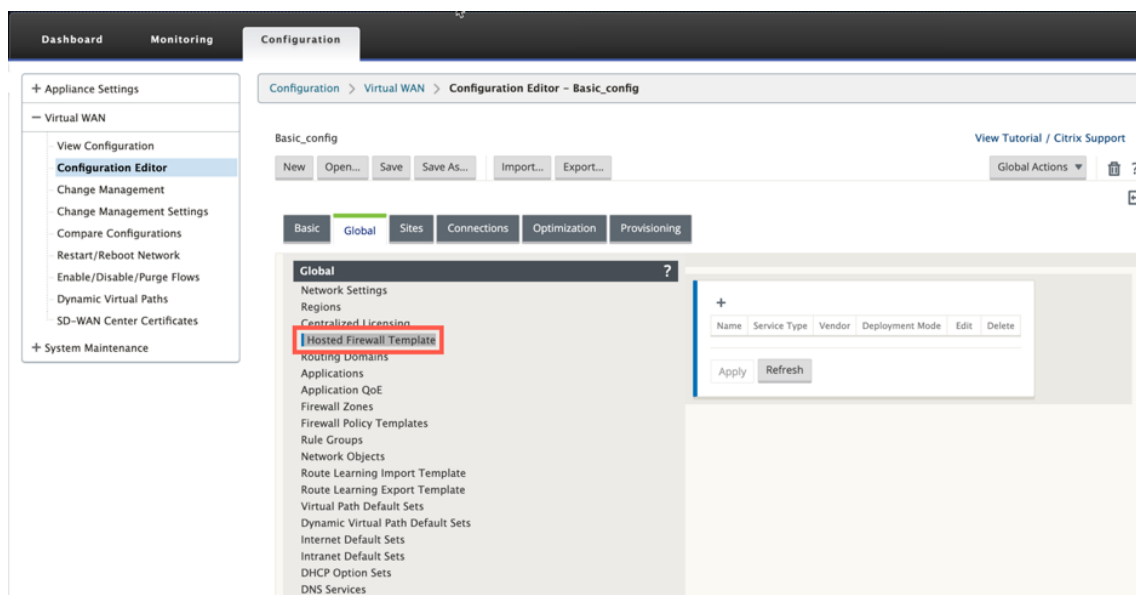 Dashboard Monitoring Configuration
+ Appliance Settings
− Virtual WAN
View Configuration
Configuration Editor
Change Management
Change Management Settings
Compare Configurations
Restart/Reboot Network
Enable/Disable/Purge Flows
Dynamic Virtual Paths
SD-WAN Center Certificates
+ System Maintenance
Configuration > Virtual WAN > Configuration Editor – Basic_config
Basic_config
View Tutorial / Citrix Support
New Open... Save Save As... Import... Export... Global Actions ?
Basic Global Sites Connections Optimization Provisioning
Global ?
Network Settings
Regions
Centralized Licensing
Hosted Firewall Template
Routing Domains
Applications
Application QoE
Firewall Zones
Firewall Policy Templates
Rule Groups
Network Objects
Route Learning Import Template
Route Learning Export Template
Virtual Path Default Sets
Dynamic Virtual Path Default Sets
Internet Default Sets
Intranet Default Sets
DHCP Option Sets
DNS Services
+
Name Service Type Vendor Deployment Mode Edit Delete
Apply Refresh